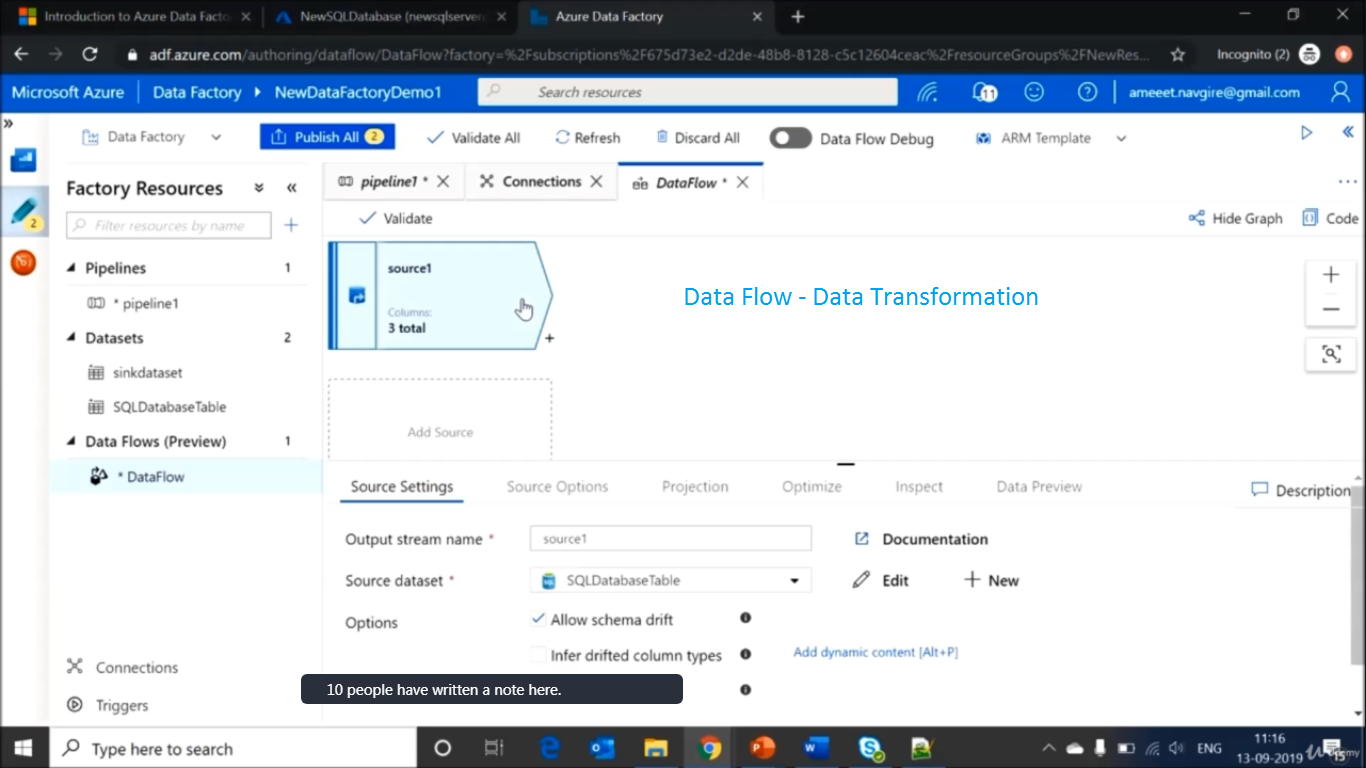 Introduction to Azure Data Facto
NewSQLDatabase (newsqlserver
Azure Data Factory
adf.azure.com/authoring/dataflow/DataFlow?factory=%2Fsubscriptions%2F675d73e2-d2de-48b8-8128-c5c12604ceac%2FresourceGroups%2FNewRes...
Incognito (2)
Microsoft Azure
Data Factory
NewDataFactoryDemo1
Search resources
11
ameeet.navgire@gmail.com
Data Factory
Publish All 2
Validate All
Refresh
Discard All
Data Flow Debug
ARM Template
Factory Resources
pipeline1 *
Connections
DataFlow *
2
Filter resources by name
Validate
Hide Graph
Code
Pipelines 1
* pipeline1
Datasets 2
sinkdataset
SQLDatabaseTable
Data Flows (Preview) 1
* DataFlow
Connections
Triggers
source1
Columns:
3 total
Data Flow - Data Transformation
Add Source
Source Settings
Source Options
Projection
Optimize
Inspect
Data Preview
Description
Output stream name *
source1
Documentation
Source dataset *
SQLDatabaseTable
Edit
New
Options
Allow schema drift
Infer drifted column types
Add dynamic content [Alt+P]
10 people have written a note here.
Type here to search
ENG
11:16
13-09-2019
15